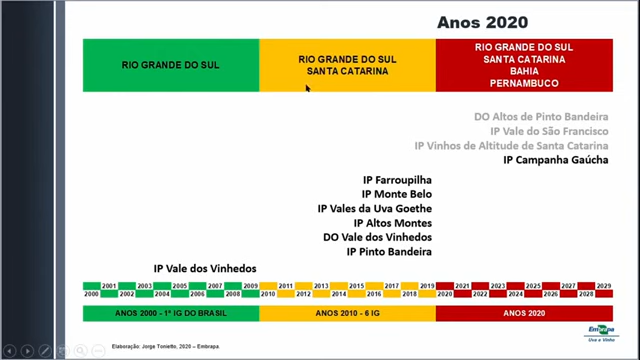 Anos 2020
RIO GRANDE DO SUL
RIO GRANDE DO SUL
SANTA CATARINA
RIO GRANDE DO SUL
SANTA CATARINA
BAHIA
PERNAMBUCO
DO Altos de Pinto Bandeira
IP Vale do São Francisco
IP Vinhos de Altitude de Santa Catarina
IP Campanha Gaúcha
IP Farroupilha
IP Monte Belo
IP Vales da Uva Goethe
IP Altos Montes
DO Vale dos Vinhedos
IP Pinto Bandeira
IP Vale dos Vinhedos
2001 2003 2005 2007 2009 2011 2013 2015 2017 2019 2021 2023 2025 2027 2029
2000 2002 2004 2006 2008 2010 2012 2014 2016 2018 2020 2022 2024 2026 2028
ANOS 2000 - 1ª IG DO BRASIL
ANOS 2010 - 6 IG
ANOS 2020
Elaboração: Jorge Tonietto, 2020 – Embrapa.
Embrapa
Uva e Vinho